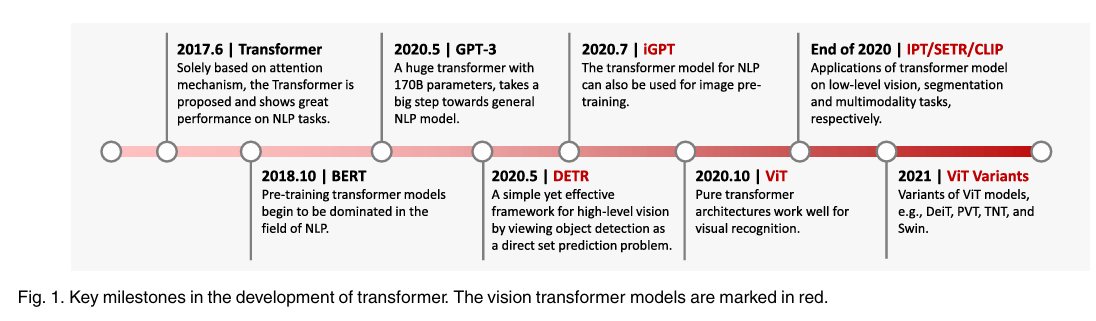 2017.6 | Transformer
Solely based on attention
mechanism, the Transformer is
proposed and shows great
performance on NLP tasks.
2018.10 | BERT
Pre-training transformer models
begin to be dominated in the
field of NLP.
2020.5 | GPT-3
A huge transformer with
170B parameters, takes a
big step towards general
NLP model.
2020.5 | DETR
A simple yet effective
framework for high-level vision
by viewing object detection as
a direct set prediction problem.
2020.7 | iGPT
The transformer model for NLP
can also be used for image pre-
training.
2020.10 | ViT
Pure transformer
architectures work well for
visual recognition.
End of 2020 | IPT/SETR/CLIP
Applications of transformer model
on low-level vision, segmentation
and multimodality tasks,
respectively.
2021 | ViT Variants
Variants of ViT models,
e.g., DeiT, PVT, TNT, and
Swin.
Fig. 1. Key milestones in the development of transformer. The vision transformer models are marked in red.